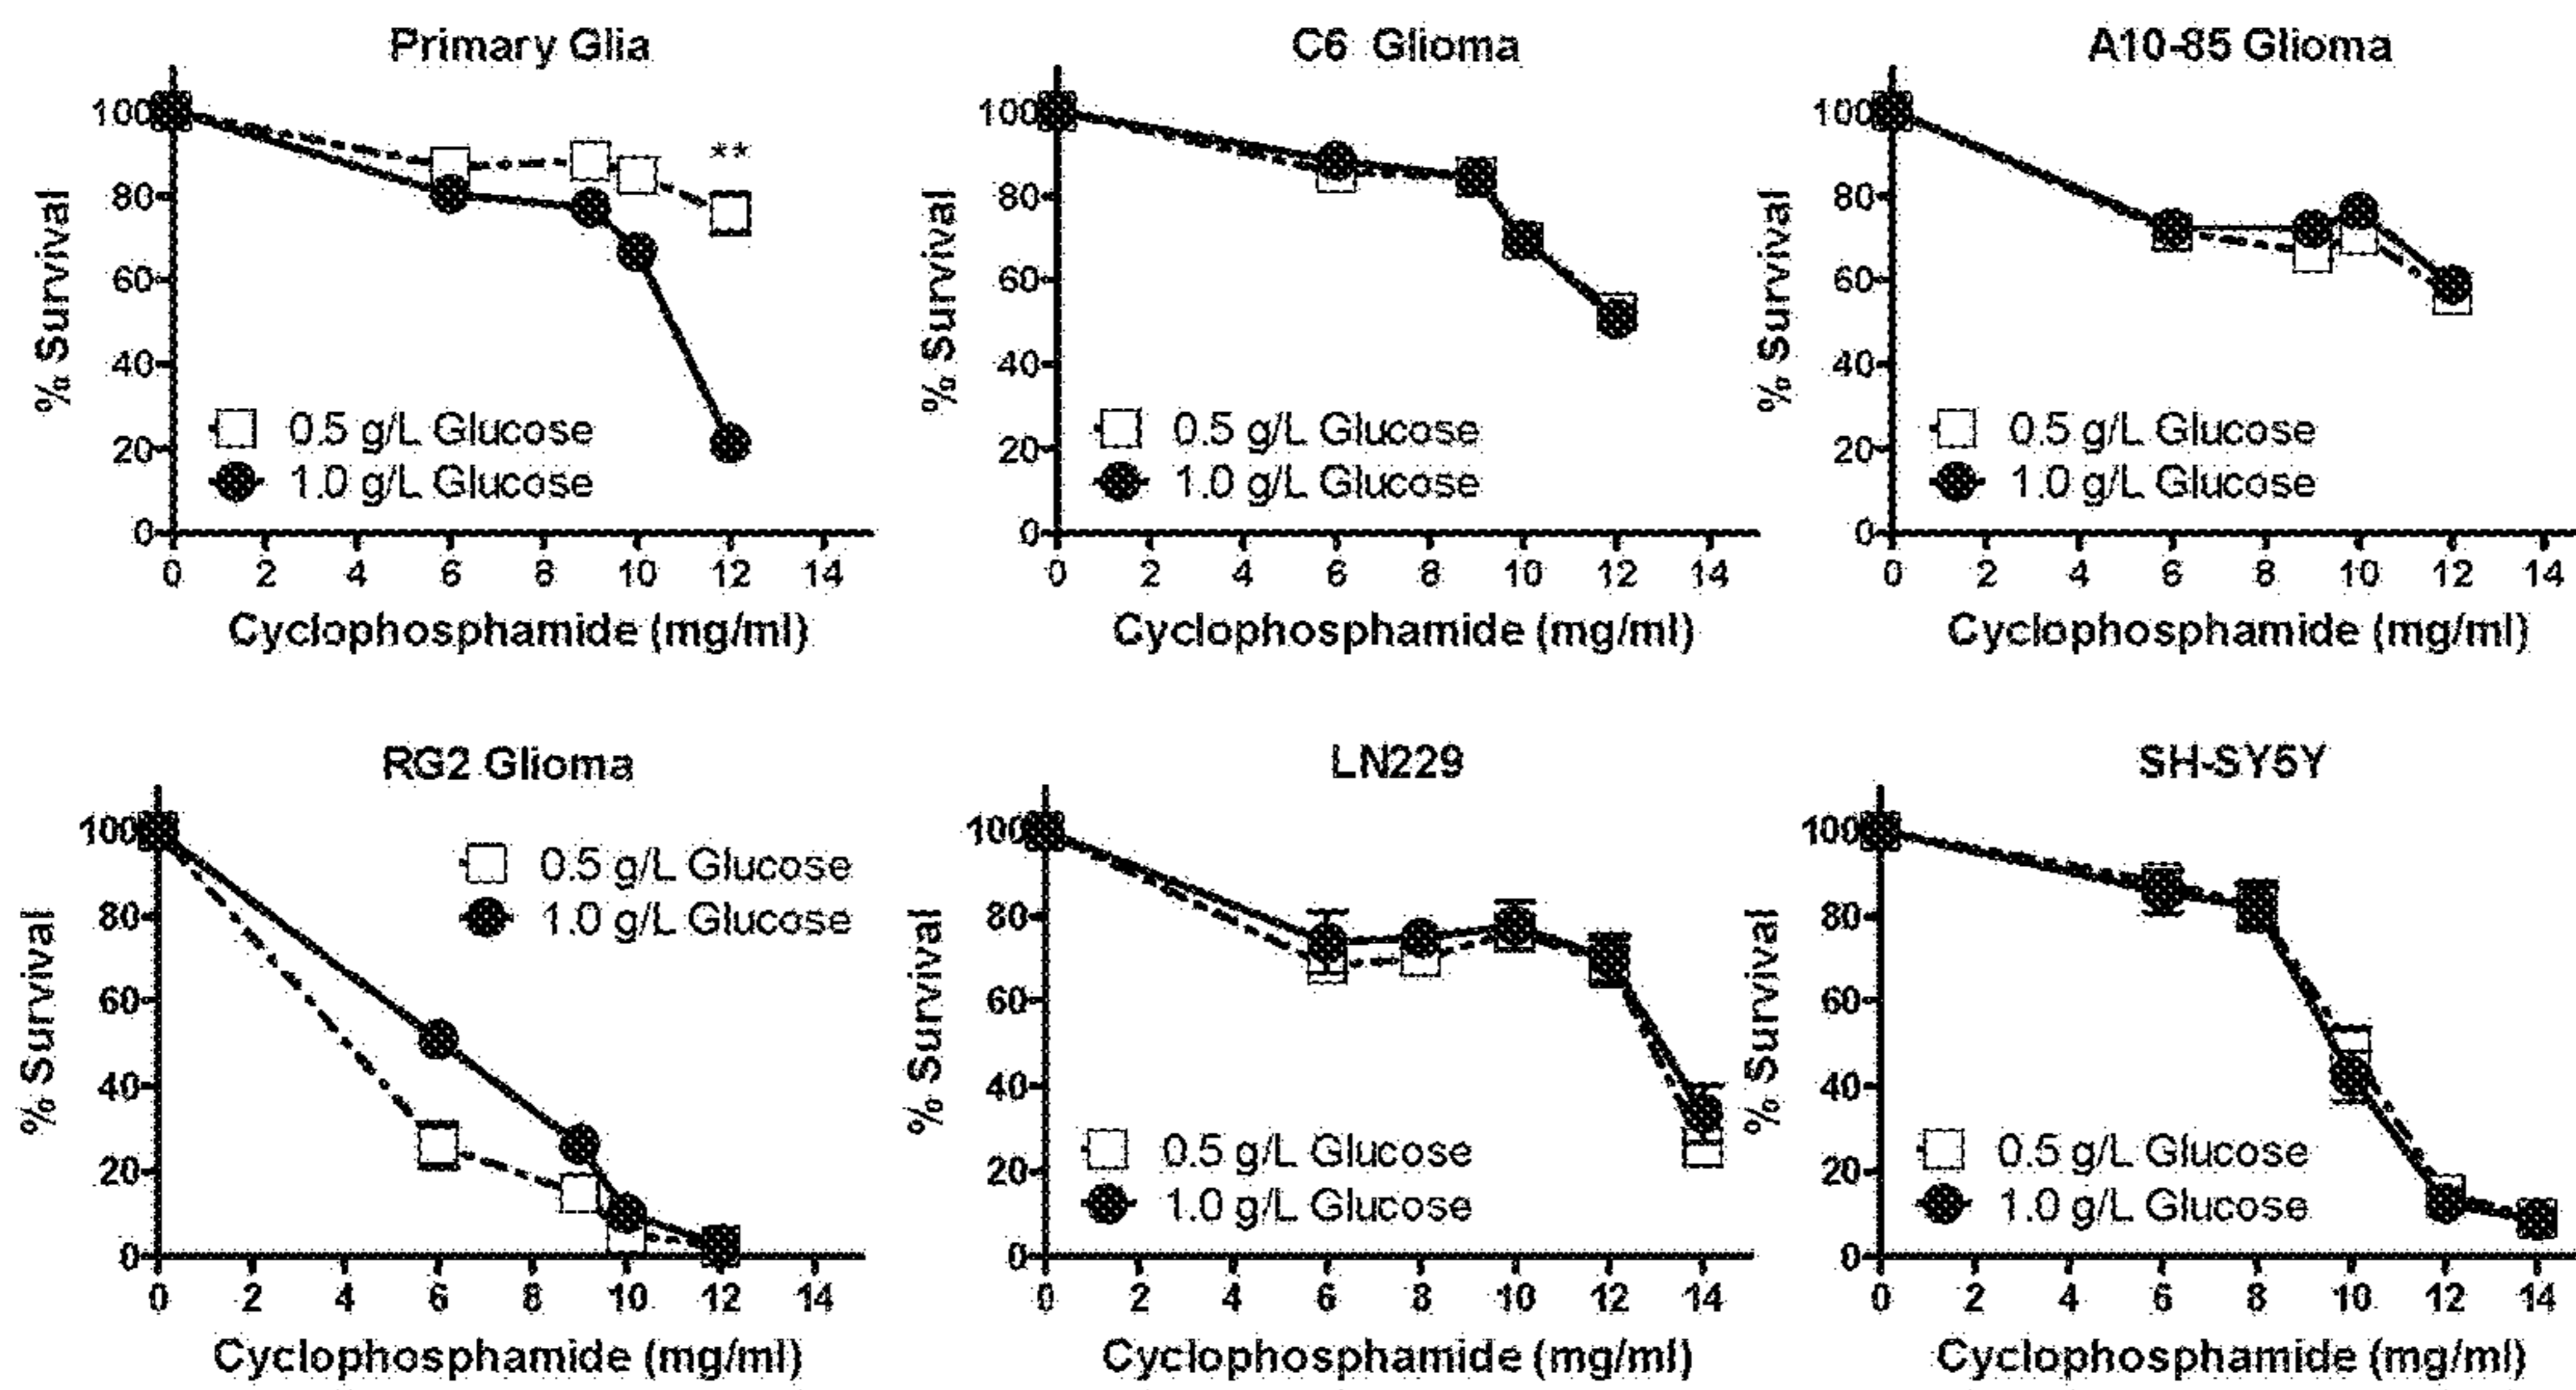 Primary Glia
100
80
60
40
20
0
% Survival
**
0.5 g/L Glucose
1.0 g/L Glucose
0 2 4 6 8 10 12 14
Cyclophosphamide (mg/ml)
C6 Glioma
100
80
60
40
20
0
% Survival
0.5 g/L Glucose
1.0 g/L Glucose
0 2 4 6 8 10 12 14
Cyclophosphamide (mg/ml)
A10-85 Glioma
100
80
60
40
20
0
% Survival
0.5 g/L Glucose
1.0 g/L Glucose
0 2 4 6 8 10 12 14
Cyclophosphamide (mg/ml)
RG2 Glioma
100
80
60
40
20
0
% Survival
0.5 g/L Glucose
1.0 g/L Glucose
0 2 4 6 8 10 12 14
Cyclophosphamide (mg/ml)
LN229
100
80
60
40
20
0
% Survival
0.5 g/L Glucose
1.0 g/L Glucose
0 2 4 6 8 10 12 14
Cyclophosphamide (mg/ml)
SH-SY5Y
100
80
60
40
20
0
% Survival
0.5 g/L Glucose
1.0 g/L Glucose
0 2 4 6 8 10 12 14
Cyclophosphamide (mg/ml)